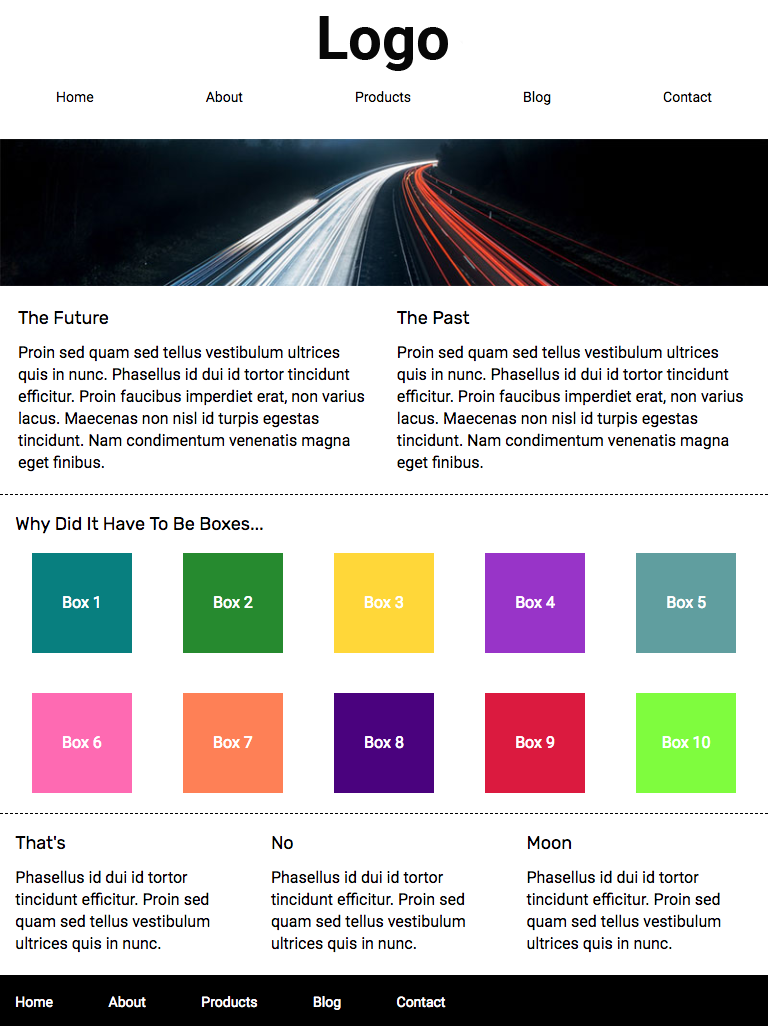 Logo
Home About Products Blog Contact
The Future
Proin sed quam sed tellus vestibulum ultrices
quis in nunc. Phasellus id dui id tortor tincidunt
efficitur. Proin faucibus imperdiet erat, non varius
lacus. Maecenas non nisl id turpis egestas
tincidunt. Nam condimentum venenatis magna
eget finibus.
The Past
Proin sed quam sed tellus vestibulum ultrices
quis in nunc. Phasellus id dui id tortor tincidunt
efficitur. Proin faucibus imperdiet erat, non varius
lacus. Maecenas non nisl id turpis egestas
tincidunt. Nam condimentum venenatis magna
eget finibus.
Why Did It Have To Be Boxes...
Box 1 Box 2 Box 3 Box 4 Box 5
Box 6 Box 7 Box 8 Box 9 Box 10
That's
Phasellus id dui id tortor
tincidunt efficitur. Proin sed
quam sed tellus vestibulum
ultrices quis in nunc.
No
Phasellus id dui id tortor
tincidunt efficitur. Proin sed
quam sed tellus vestibulum
ultrices quis in nunc.
Moon
Phasellus id dui id tortor
tincidunt efficitur. Proin sed
quam sed tellus vestibulum
ultrices quis in nunc.
Home About Products Blog Contact